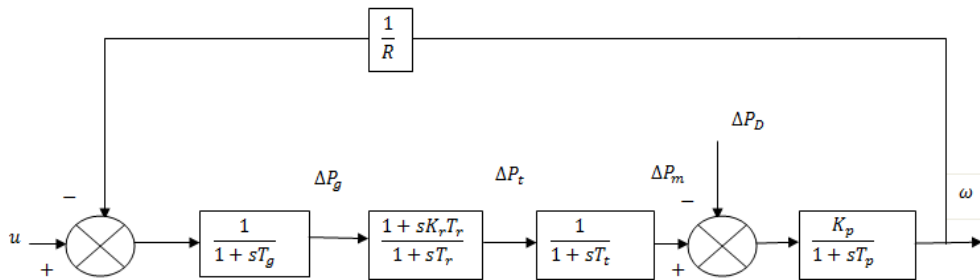 1
R
ΔP_D
−
ΔP_g
ΔP_t
ΔP_m
−
ω
u
+
1
1 + sT_g
1 + sK_rT_r
1 + sT_r
1
1 + sT_t
+
K_p
1 + sT_p